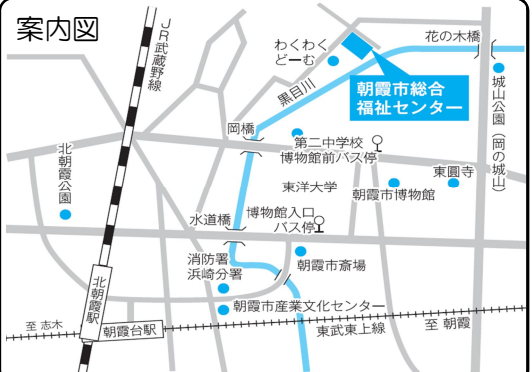 案内図
JR武蔵野線
わくわく
どーむ
花の木橋
黒目川
朝霞市総合
福祉センター
城山公園(岡の城山)
岡橋
第二中学校
博物館前バス停
北朝霞公園
東洋大学
朝霞市博物館
東圓寺
水道橋
博物館入口
バス停
消防署
浜崎分署
朝霞市斎場
北朝霞駅
朝霞市産業文化センター
至 志木
朝霞台駅
東武東上線
至 朝霞